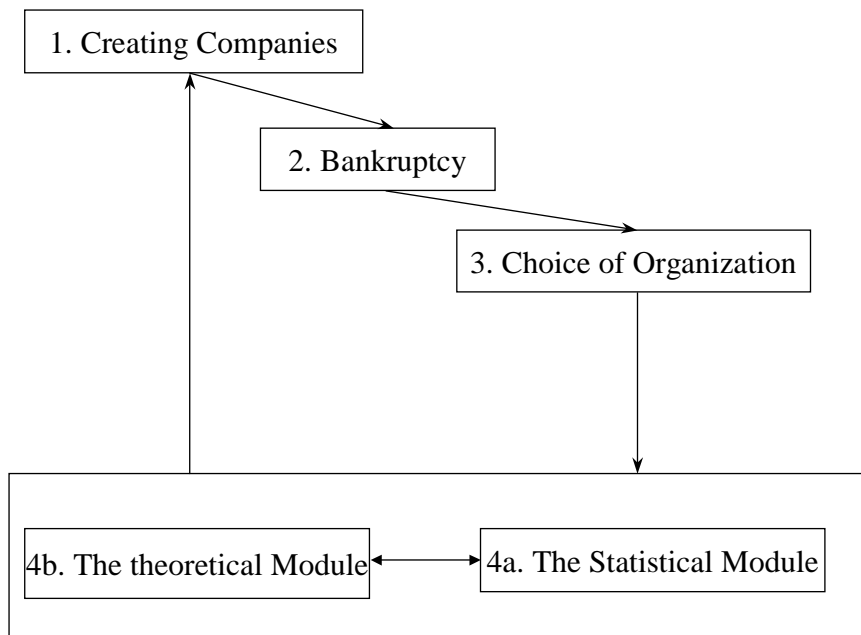 1. Creating Companies
2. Bankruptcy
3. Choice of Organization
4b. The theoretical Module
4a. The Statistical Module